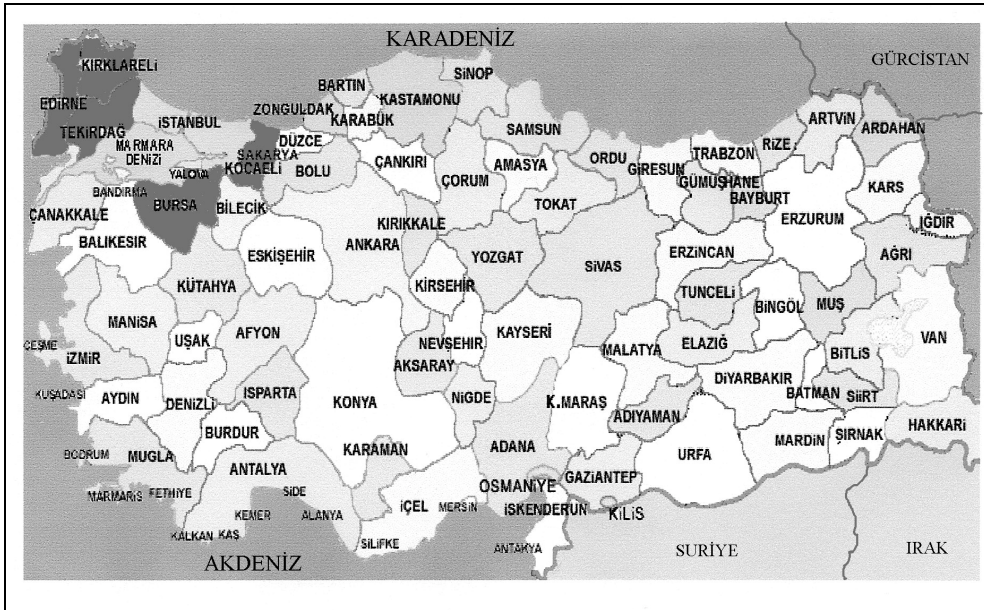 KARADENİZ
GÜRCİSTAN
KIRKLARELİ
EDİRNE
TEKİRDAĞ
İSTANBUL
MARMARA
DENİZİ
YALOVA
BANDIRMA
ÇANAKKALE
BALIKESIR
BURSA
BİLECİK
KOCAELİ
SAKARYA
DÜZCE
ZONGULDAK
BARTIN
KARABÜK
KASTAMONU
SİNOP
BOLU
ÇANKIRI
ÇORUM
SAMSUN
AMASYA
ORDU
TOKAT
GİRESUN
TRABZON
GÜMÜŞHANE
BAYBURT
RİZE
ARTVİN
ARDAHAN
KARS
IĞDIR
ERZURUM
AĞRI
ERZİNCAN
TUNCELİ
BİNGÖL
MUŞ
VAN
BİTLİS
ELAZIĞ
MALATYA
SİVAS
YOZGAT
KIRIKKALE
ANKARA
ESKİŞEHİR
KÜTAHYA
KİRSEHİR
NEVŞEHIR
KAYSERİ
AKSARAY
NİGDE
KONYA
AFYON
UŞAK
MANİSA
ÇEŞME
İZMİR
KUŞADASI
AYDIN
DENİZLİ
ISPARTA
BURDUR
BODRUM
MUGLA
MARMARİS
FETHİYE
ANTALYA
SİDE
KEMER
ALANYA
KALKAN
KAŞ
KARAMAN
İÇEL
MERSİN
SİLİFKE
ADANA
K.MARAŞ
ADIYAMAN
DİYARBAKIR
BATMAN
SİİRT
ŞIRNAK
HAKKARİ
MARDİN
URFA
GAZİANTEP
OSMANİYE
İSKENDERUN
KİLİS
ANTAKYA
AKDENİZ
SURİYE
IRAK